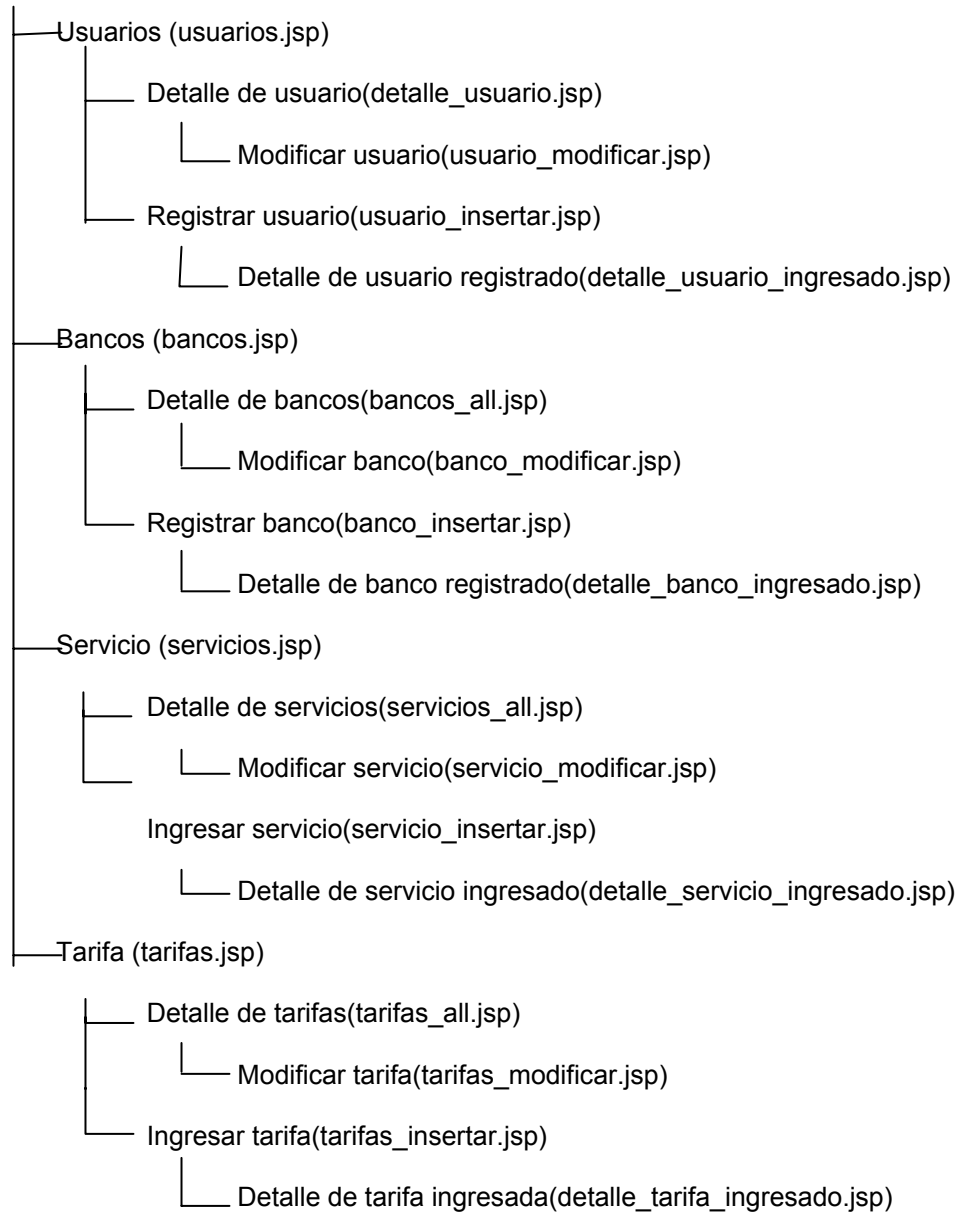 Usuarios (usuarios.jsp)
Detalle de usuario(detalle_usuario.jsp)
Modificar usuario(usuario_modificar.jsp)
Registrar usuario(usuario_insertar.jsp)
Detalle de usuario registrado(detalle_usuario_ingresado.jsp)
Bancos (bancos.jsp)
Detalle de bancos(bancos_all.jsp)
Modificar banco(banco_modificar.jsp)
Registrar banco(banco_insertar.jsp)
Detalle de banco registrado(detalle_banco_ingresado.jsp)
Servicio (servicios.jsp)
Detalle de servicios(servicios_all.jsp)
Modificar servicio(servicio_modificar.jsp)
Ingresar servicio(servicio_insertar.jsp)
Detalle de servicio ingresado(detalle_servicio_ingresado.jsp)
Tarifa (tarifas.jsp)
Detalle de tarifas(tarifas_all.jsp)
Modificar tarifa(tarifas_modificar.jsp)
Ingresar tarifa(tarifas_insertar.jsp)
Detalle de tarifa ingresada(detalle_tarifa_ingresado.jsp)